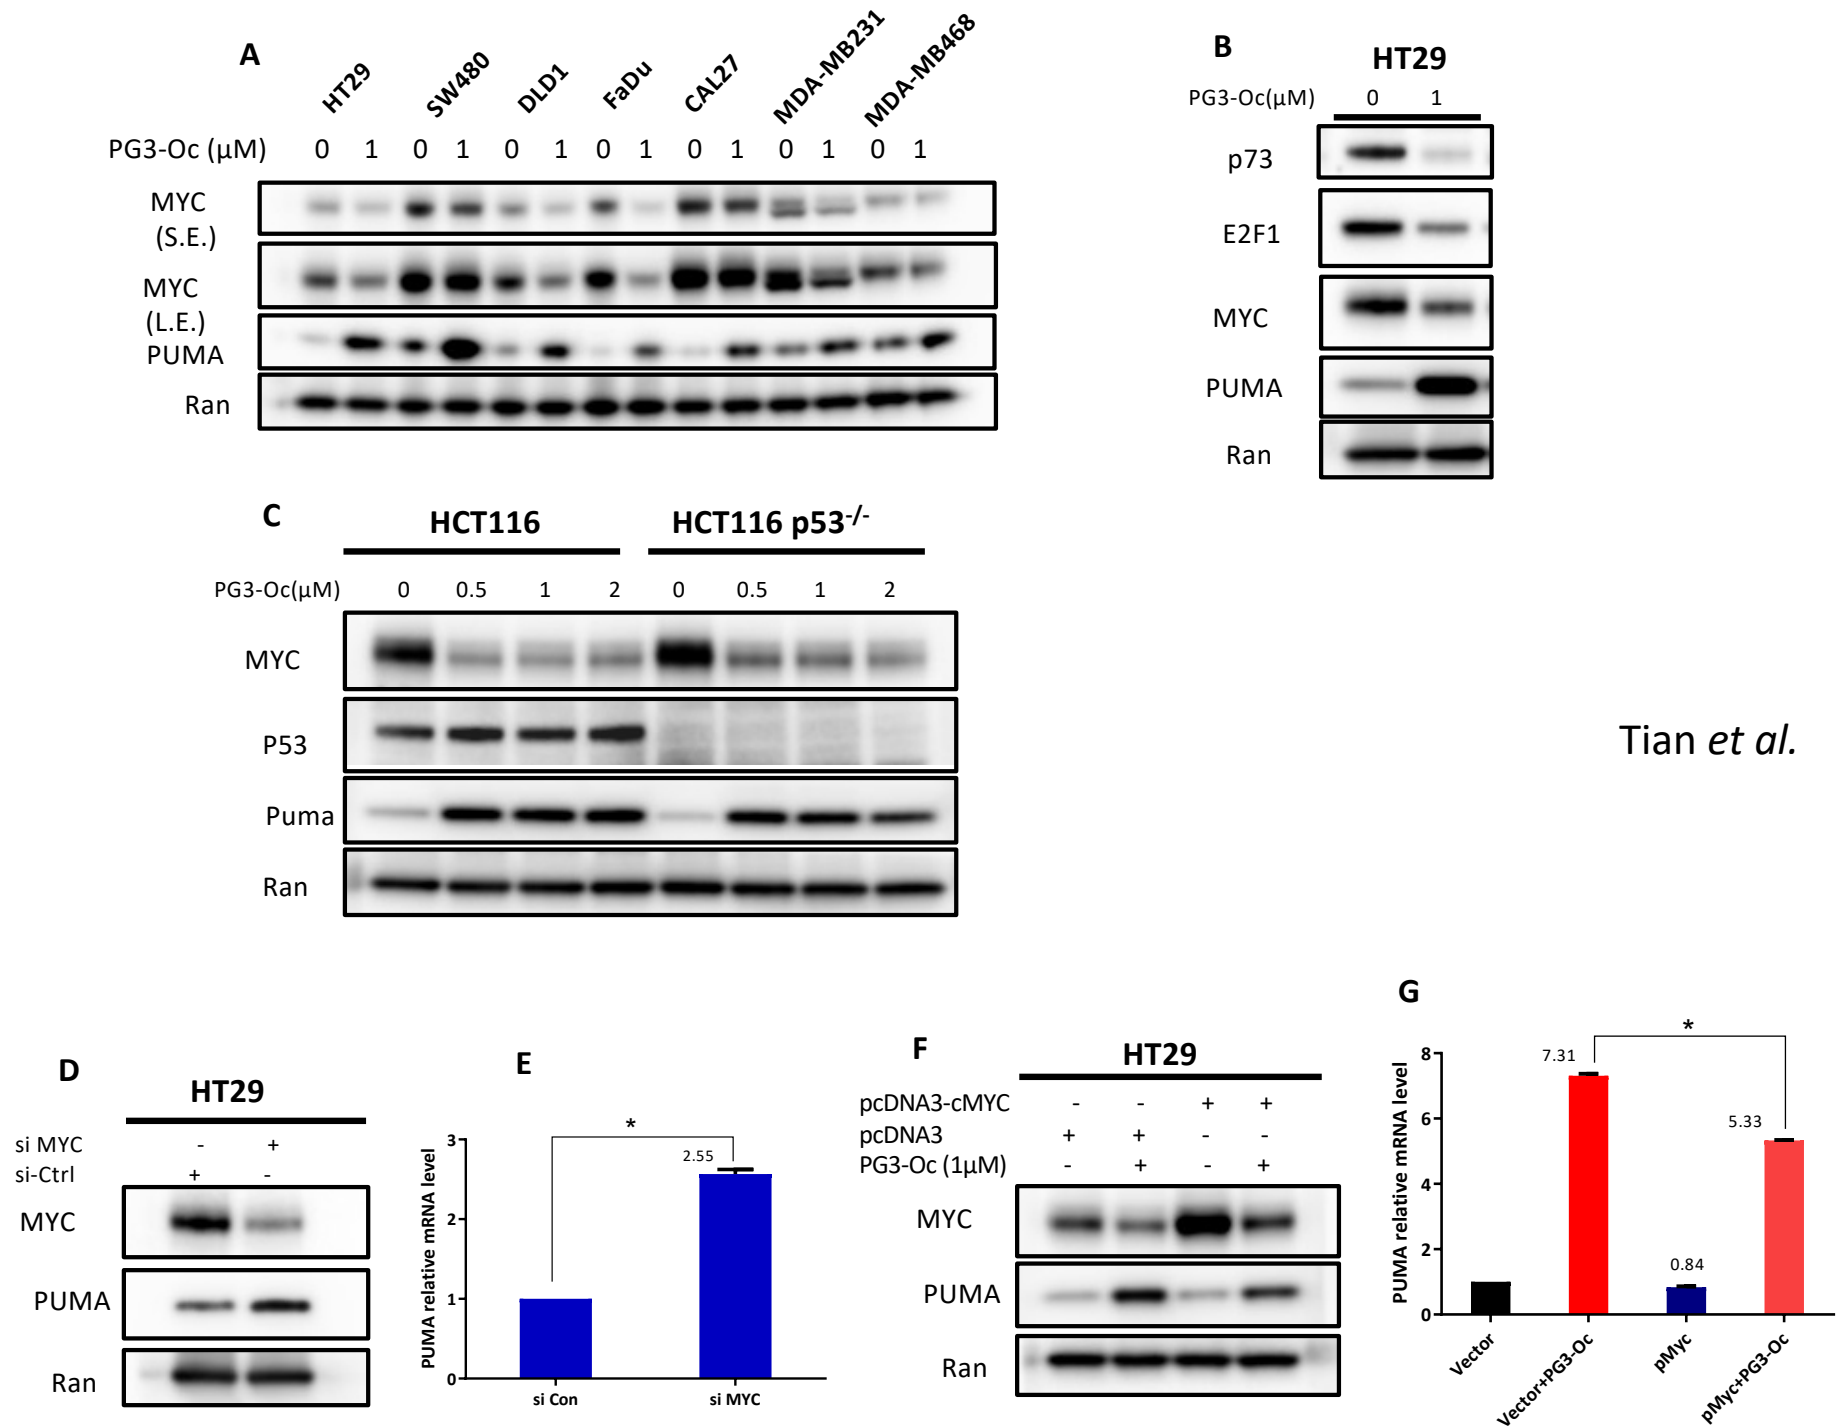 A
HT29 SW480 DLD1 FaDu CAL27 MDA-MB231 MDA-MB468
PG3-Oc (μM) 0 1 0 1 0 1 0 1 0 1 0 1 0 1
MYC
(S.E.)
MYC
(L.E.)
PUMA
Ran
B
HT29
PG3-Oc(μM) 0 1
p73
E2F1
MYC
PUMA
Ran
C
HCT116 HCT116 p53-/-
PG3-Oc(μM) 0 0.5 1 2 0 0.5 1 2
MYC
P53
Puma
Ran
Tian et al.
D
HT29
si MYC - +
si-Ctrl + -
MYC
PUMA
Ran
E
PUMA relative mRNA level
3
2
1
0
*
2.55
si Con si MYC
F
HT29
pcDNA3-cMYC - - + +
pcDNA3 + + - -
PG3-Oc (1μM) - + - +
MYC
PUMA
Ran
G
PUMA relative mRNA level
8
6
4
2
0
*
7.31
0.84
5.33
Vector Vector+PG3-Oc pMyc pMyc+PG3-Oc